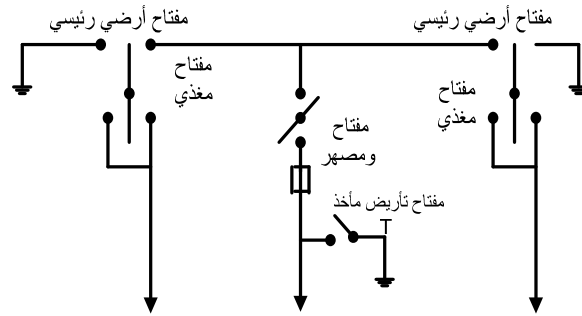 مفتاح أرضي رئيسي
مفتاح أرضي رئيسي
مفتاح
مغذي
مفتاح
مغذي
مفتاح
ومصهر
مفتاح تأريض مأخذ